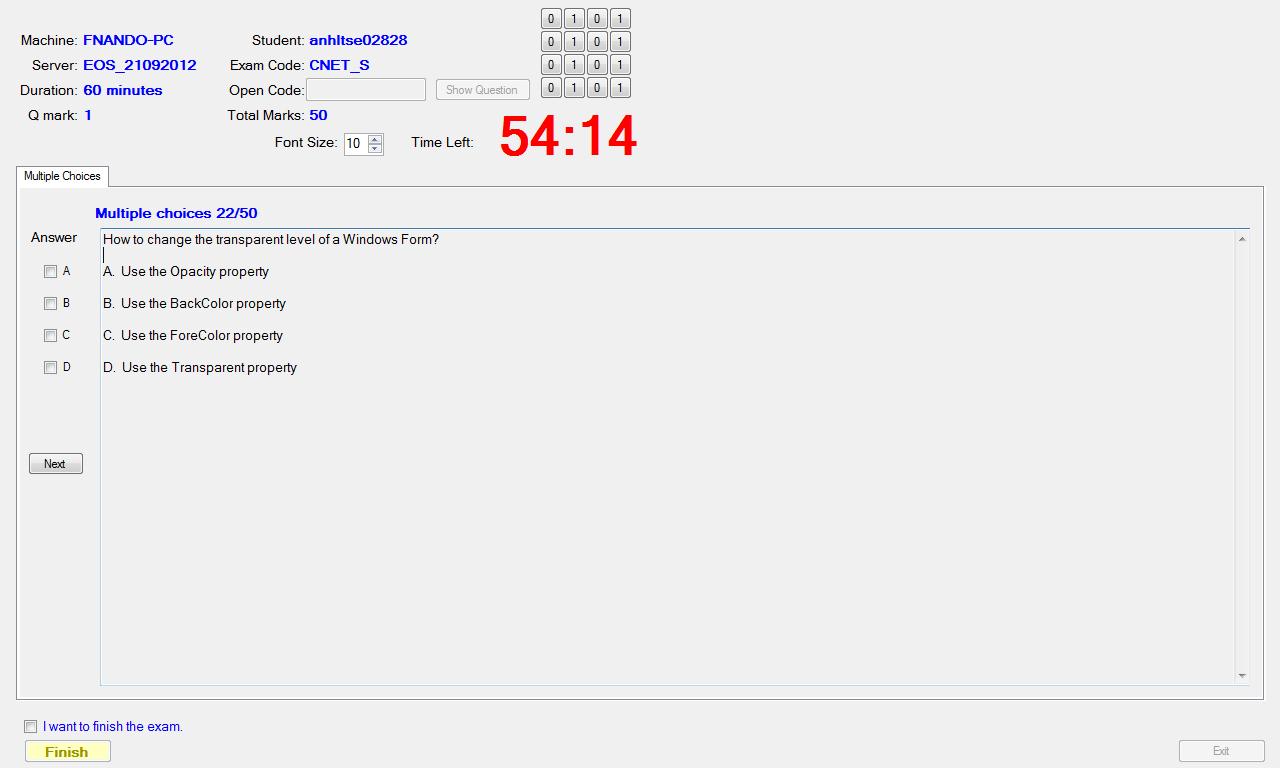 Machine: FNANDO-PC Student: anhltse02828 0 1 0 1
0 1 0 1
Server: EOS_21092012 Exam Code: CNET_S 0 1 0 1
Duration: 60 minutes Open Code: Show Question 0 1 0 1
Q mark: 1 Total Marks: 50
Font Size: 10 Time Left: 54:14
Multiple Choices
Multiple choices 22/50
Answer
How to change the transparent level of a Windows Form?
A A. Use the Opacity property
B B. Use the BackColor property
C C. Use the ForeColor property
D D. Use the Transparent property
Next
I want to finish the exam.
Finish Exit